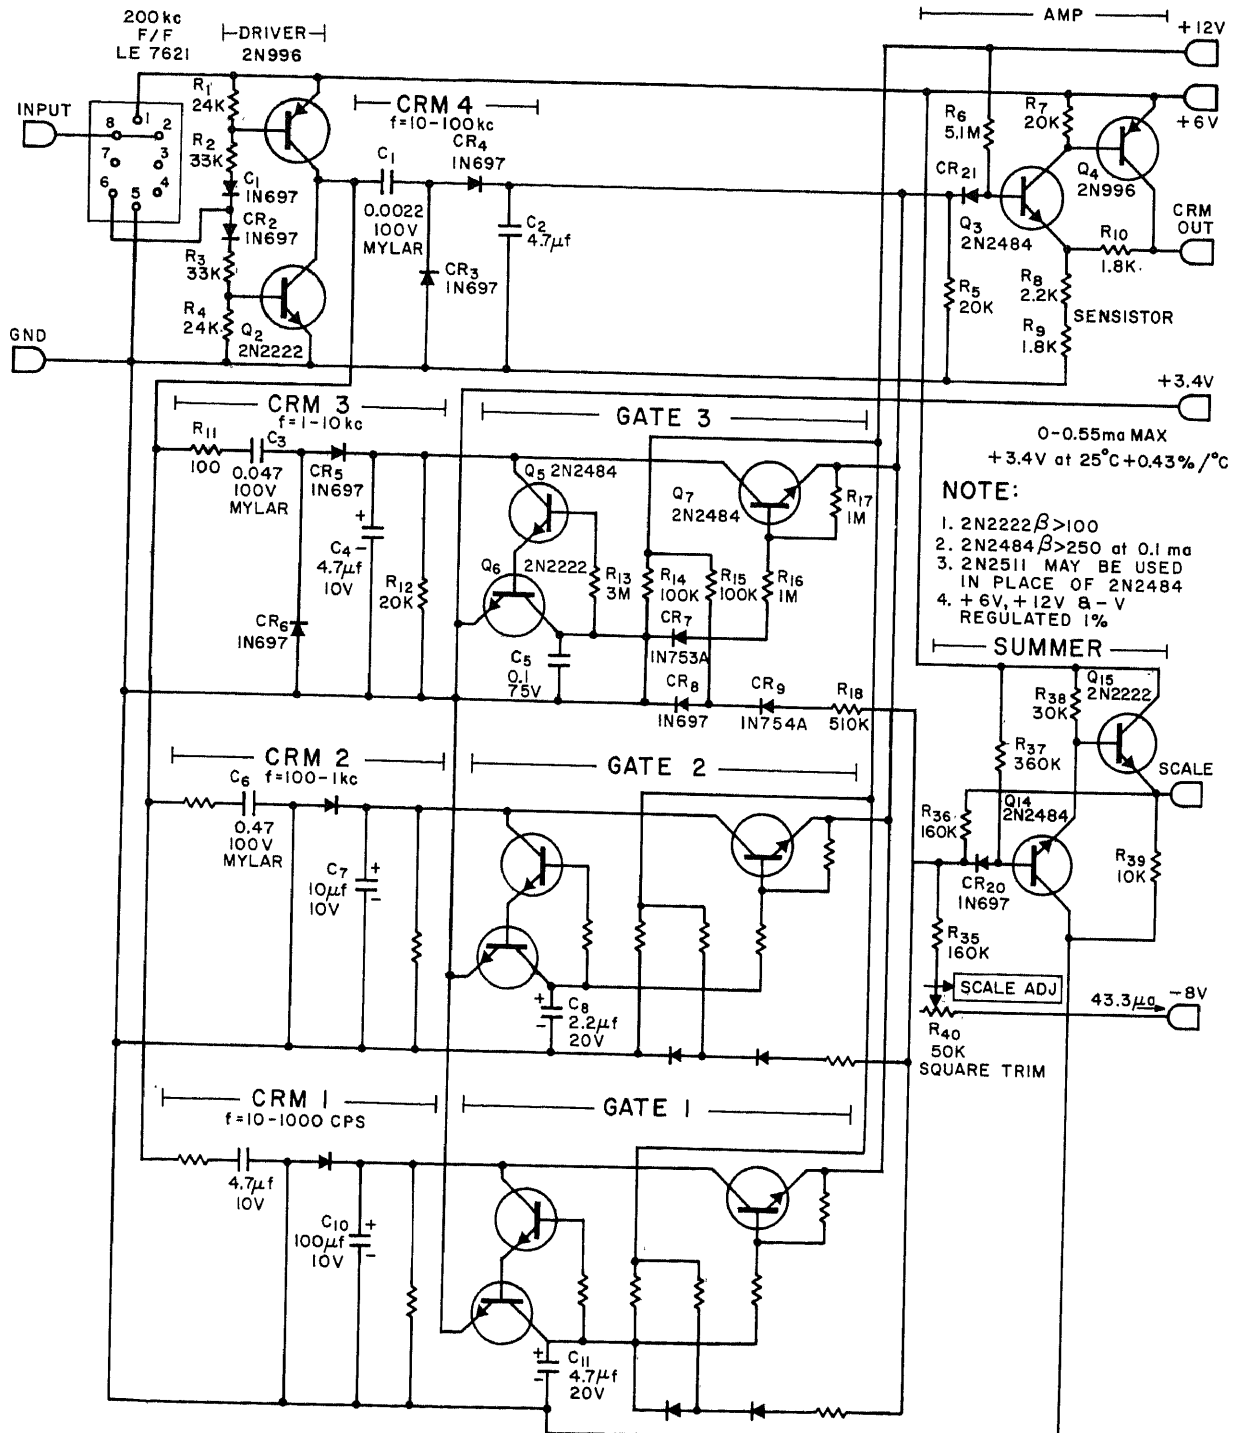 200 kc
F/F
LE 7621
DRIVER
2N996
AMP
+12V
INPUT
8
1
2
7
3
6
5
4
R1
24K
R2
33K
C1
1N697
CR2
1N697
R3
33K
R4
24K
Q2
2N2222
CRM 4
f=10-100kc
C1
0.0022
100V
MYLAR
CR4
1N697
CR3
1N697
C2
4.7μf
R6
5.1M
R7
20K
+6V
Q4
2N996
CR21
Q3
2N2484
CRM
OUT
R10
1.8K
R5
20K
R8
2.2K
SENSISTOR
R9
1.8K
GND
+3.4V
0-0.55ma MAX
+3.4V at 25°C+0.43%/°C
CRM 3
f=1-10kc
GATE 3
R11
100
C3
0.047
100V
MYLAR
CR5
1N697
Q5 2N2484
Q7
2N2484
R17
1M
+
C4 -
4.7μf
10V
R12
20K
Q6
2N2222
R13
3M
R14
100K
R15
100K
R16
1M
CR6
1N697
CR7
1N753A
C5
0.1
75V
CR8
1N697
CR9
1N754A
R18
510K
NOTE:
1. 2N2222 β>100
2. 2N2484 β>250 at 0.1 ma
3. 2N2511 MAY BE USED
IN PLACE OF 2N2484
4. +6V, +12V & -V
REGULATED 1%
SUMMER
Q15
2N2222
R38
30K
R37
360K
SCALE
Q14
2N2484
R36
160K
R39
10K
CR20
1N697
R35
160K
SCALE ADJ
43.3μa
-8V
R40
50K
SQUARE TRIM
CRM 2
f=100-1kc
GATE 2
C6
0.47
100V
MYLAR
C7
10μf
10V
+
-
+
-
C8
2.2μf
20V
CRM 1
f=10-1000 CPS
GATE 1
4.7μf
10V
C10
100μf
10V
+
-
+
-
C11
4.7μf
20V